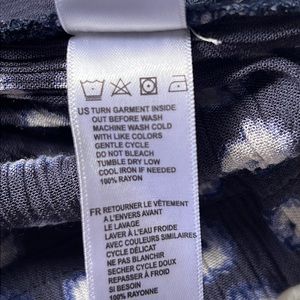 US TURN GARMENT INSIDE
OUT BEFORE WASH
MACHINE WASH COLD
WITH LIKE COLORS
GENTLE CYCLE
DO NOT BLEACH
TUMBLE DRY LOW
COOL IRON IF NEEDED
100% RAYON
FR RETOURNER LE VÊTEMENT
A L'ENVERS AVANT
LE LAVAGE
LAVER A L'EAU FROIDE
AVEC COULEURS SIMILAIRES
CYCLE DÉLICAT
NE PAS BLANCHIR
SECHER CYCLE DOUX
REPASSER À FROID
SI BESOIN
100% RAYONNE